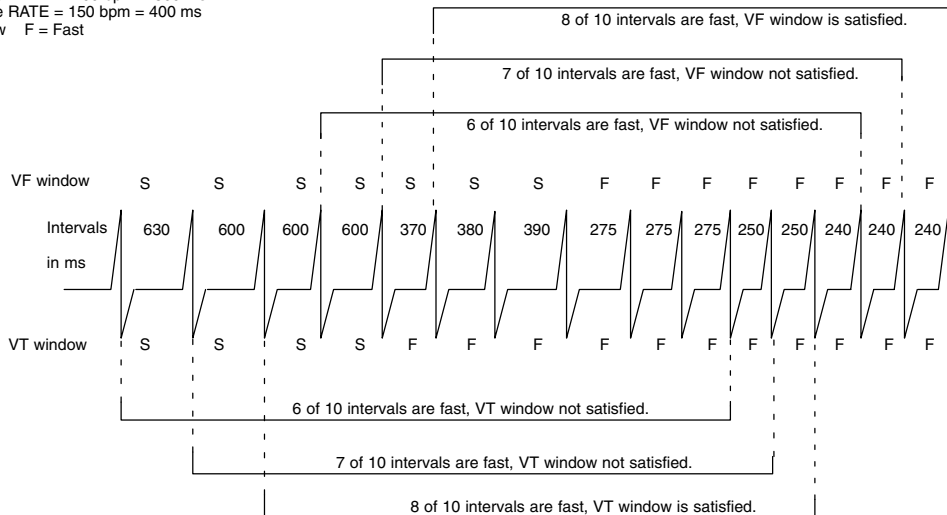 RATE = 150 bpm = 400 ms
F = Fast
8 of 10 intervals are fast, VF window is satisfied.
7 of 10 intervals are fast, VF window not satisfied.
6 of 10 intervals are fast, VF window not satisfied.
VF window S S S S S S S F F F F F F F F
Intervals 630 600 600 600 370 380 390 275 275 275 250 250 240 240 240
in ms
VT window S S S S F F F F F F F F F F F
6 of 10 intervals are fast, VT window not satisfied.
7 of 10 intervals are fast, VT window not satisfied.
8 of 10 intervals are fast, VT window is satisfied.